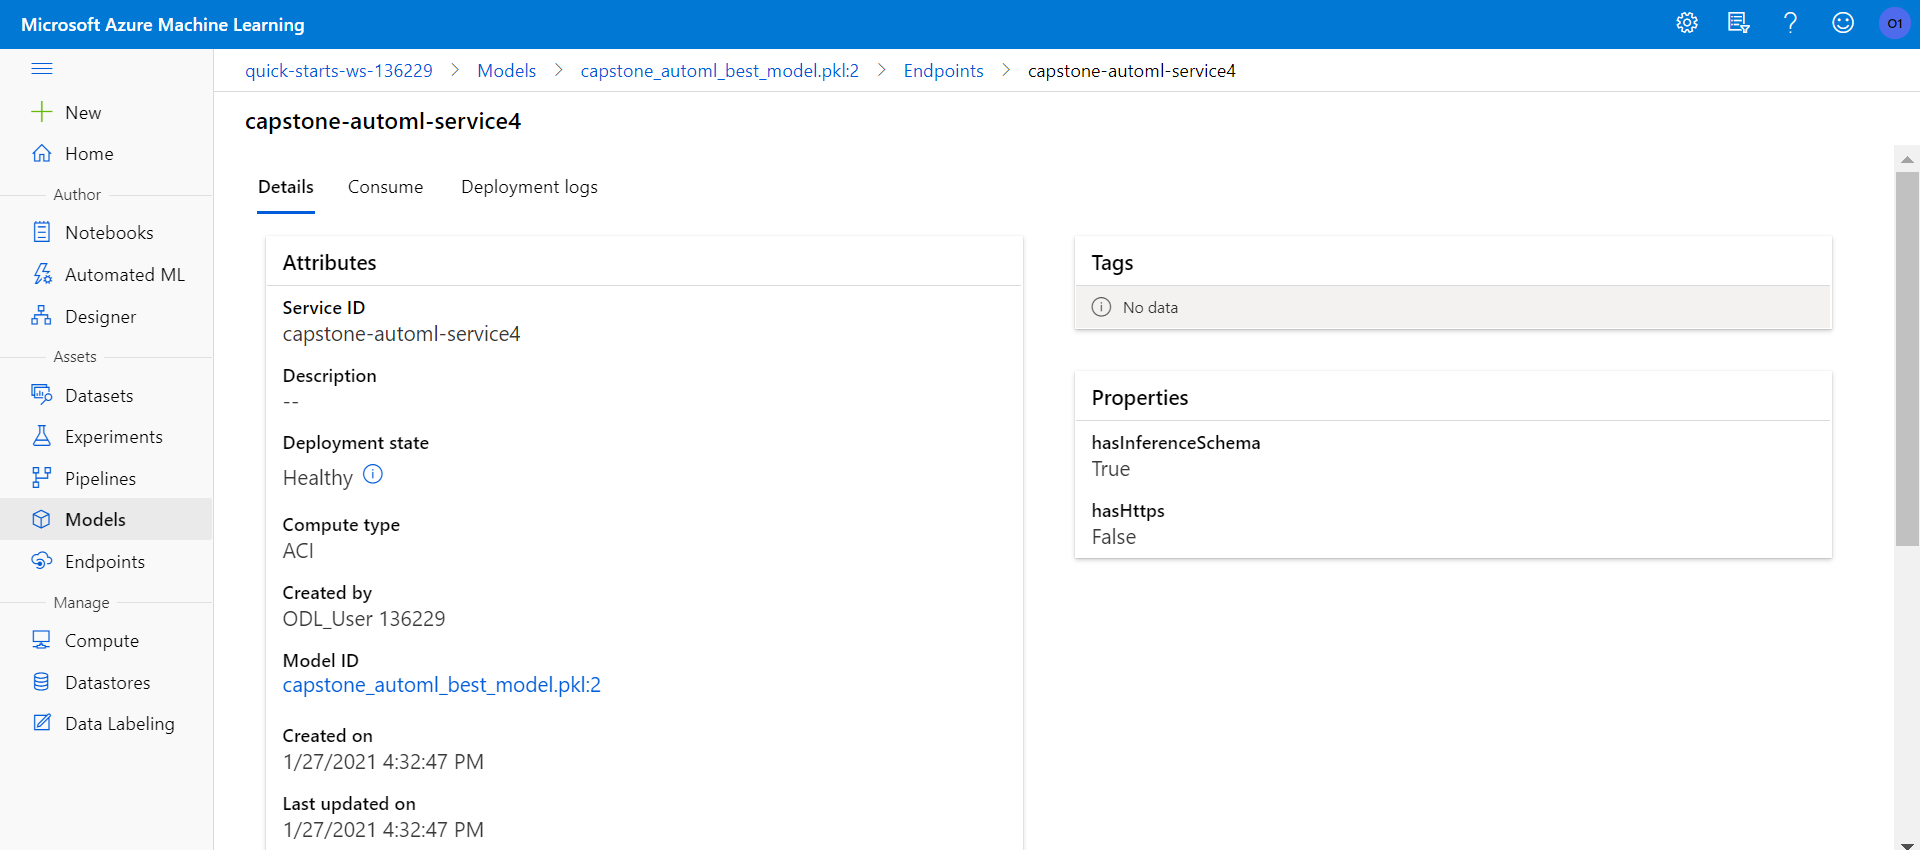 Microsoft Azure Machine Learning
O1
quick-starts-ws-136229 > Models > capstone_automl_best_model.pkl:2 > Endpoints > capstone-automl-service4
New
Home
Author
Notebooks
Automated ML
Designer
Assets
Datasets
Experiments
Pipelines
Models
Endpoints
Manage
Compute
Datastores
Data Labeling
capstone-automl-service4
Details Consume Deployment logs
Attributes
Service ID
capstone-automl-service4
Description
--
Deployment state
Healthy
Compute type
ACI
Created by
ODL_User 136229
Model ID
capstone_automl_best_model.pkl:2
Created on
1/27/2021 4:32:47 PM
Last updated on
1/27/2021 4:32:47 PM
Tags
No data
Properties
hasInferenceSchema
True
hasHttps
False